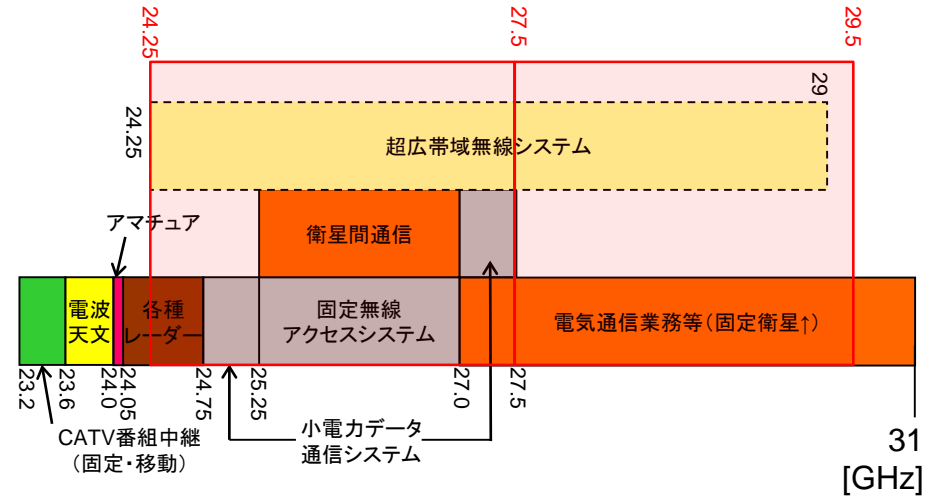 24.25
27.5
29.5
24.25
29
超広帯域無線システム
アマチュア
衛星間通信
電波
天文
各種
レーダー
固定無線
アクセスシステム
電気通信業務等(固定衛星↑)
23.2
23.6
24.0
24.05
24.75
25.25
27.0
27.5
CATV番組中継
(固定・移動)
小電力データ
通信システム
31
[GHz]